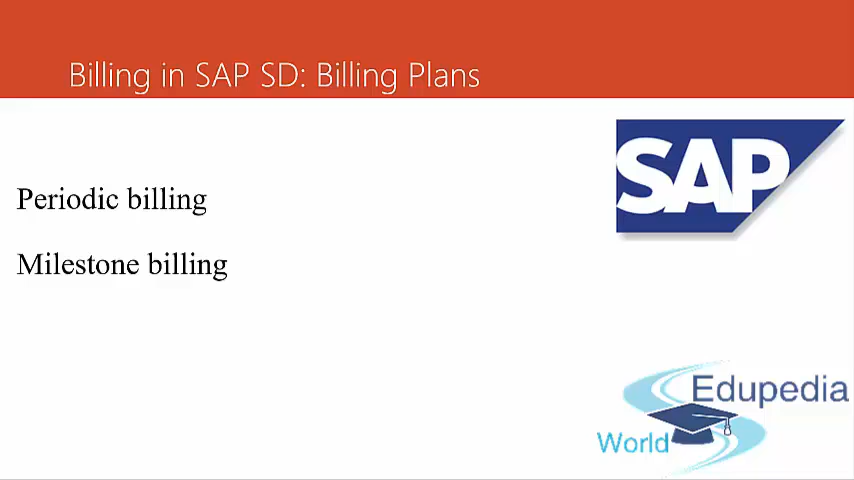 Billing in SAP SD: Billing Plans
SAP
Periodic billing
Milestone billing
Edupedia
World